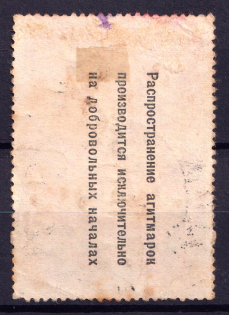 Распространение агитмарок
производится исключительно
на добровольных началах